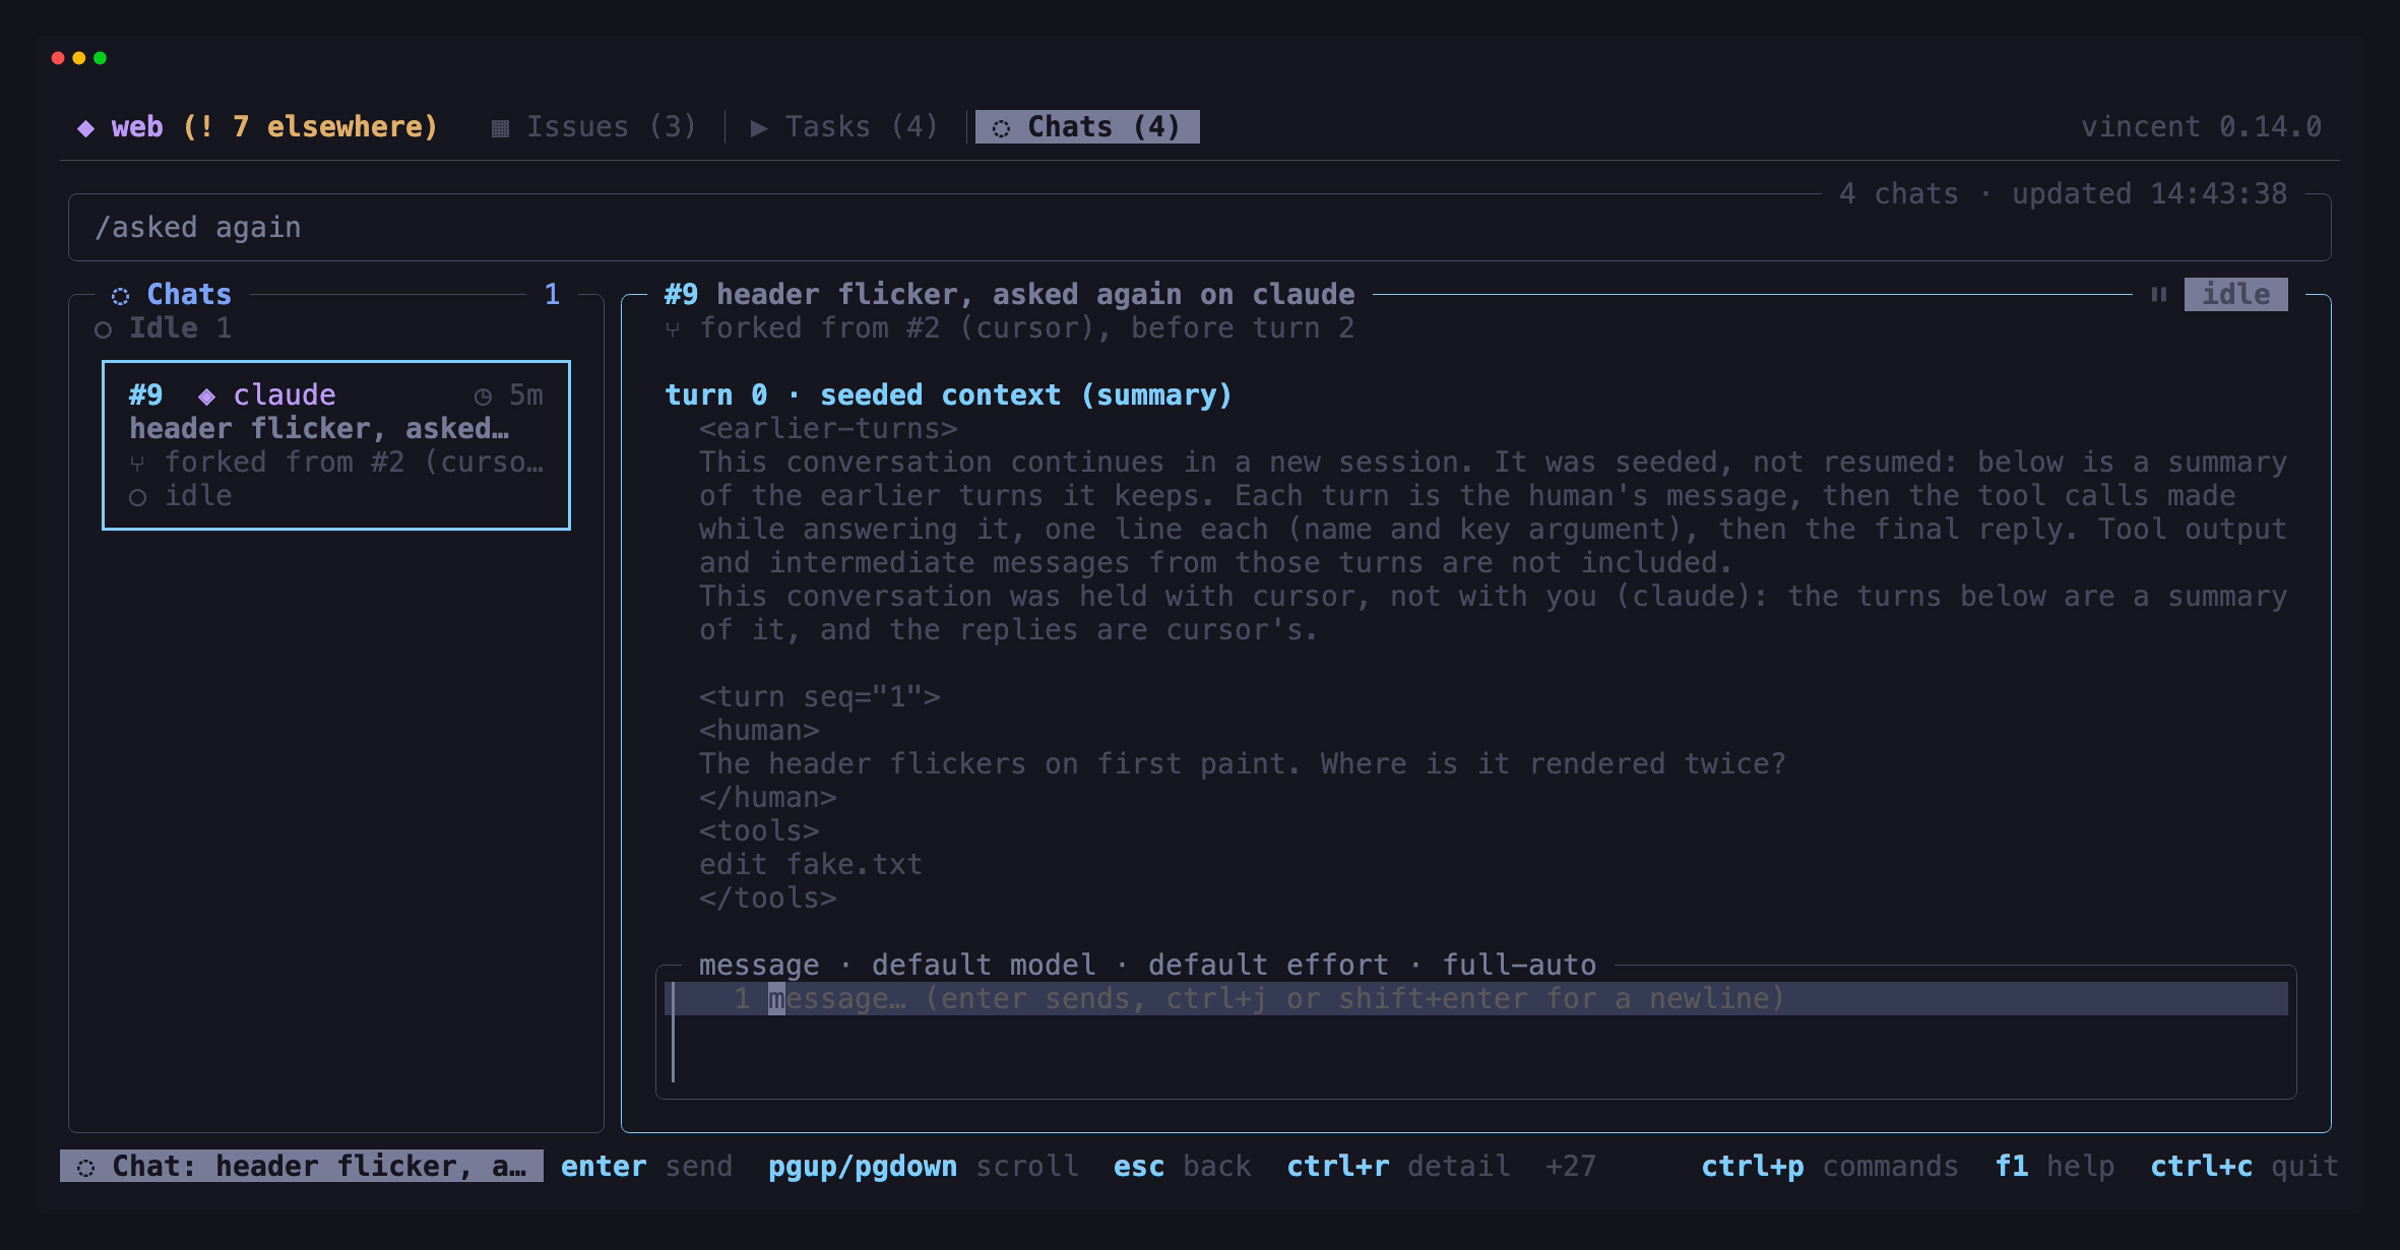 ◆ web (! 7 elsewhere) ▦ Issues (3) ▶ Tasks (4) ◌ Chats (4) vincent 0.14.0
4 chats · updated 14:43:38
/asked again
◌ Chats 1
○ Idle 1
#9 ◈ claude ◷ 5m
header flicker, asked…
⑂ forked from #2 (curso…
○ idle
#9 header flicker, asked again on claude ⏸ idle
⑂ forked from #2 (cursor), before turn 2
turn 0 · seeded context (summary)
<earlier-turns>
This conversation continues in a new session. It was seeded, not resumed: below is a summary
of the earlier turns it keeps. Each turn is the human's message, then the tool calls made
while answering it, one line each (name and key argument), then the final reply. Tool output
and intermediate messages from those turns are not included.
This conversation was held with cursor, not with you (claude): the turns below are a summary
of it, and the replies are cursor's.
<turn seq="1">
<human>
The header flickers on first paint. Where is it rendered twice?
</human>
<tools>
edit fake.txt
</tools>
message · default model · default effort · full-auto
1 message… (enter sends, ctrl+j or shift+enter for a newline)
◌ Chat: header flicker, a… enter send pgup/pgdown scroll esc back ctrl+r detail +27 ctrl+p commands f1 help ctrl+c quit